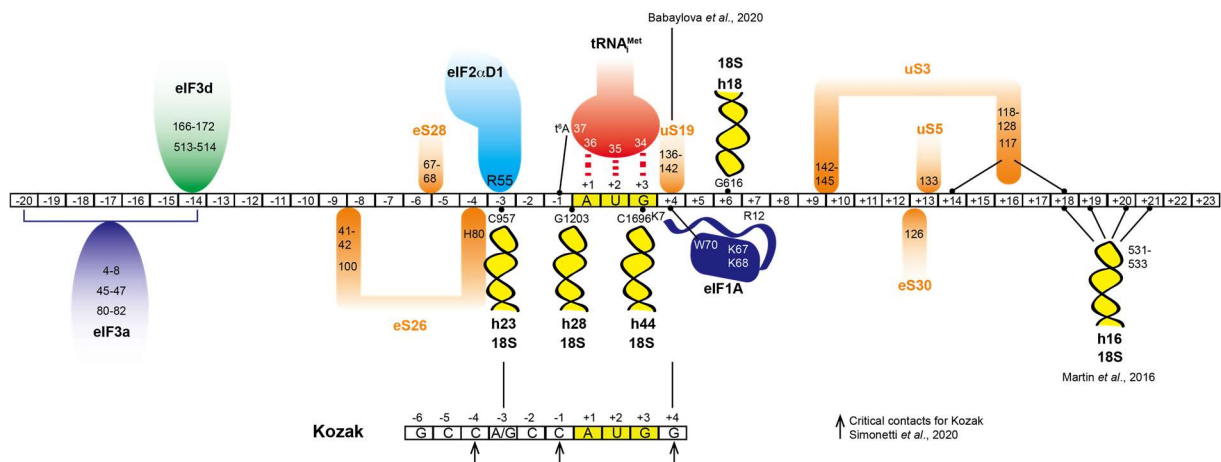 Babaylova et al., 2020
eIF3d
166-172
513-514
eIF2αD1
tRNAiMet
18S
h18
uS3
eS28
67-
68
R55
t⁶A 37
36
35
34
uS19
136-
142
G616
142-
145
uS5
133
118-
128
117
+1 +2 +3
-20 -19 -18 -17 -16 -15 -14 -13 -12 -11 -10 -9 -8 -7 -6 -5 -4 -3 -2 -1 A U G +4 +5 +6 +7 +8 +9 +10 +11 +12 +13 +14 +15 +16 +17 +18 +19 +20 +21 +22 +23
4-8
45-47
80-82
eIF3a
41-
42
100
H80
eS26
C957
h23
18S
G1203
h28
18S
C1696
h44
18S
K7
R12
W70
K67
K68
eIF1A
126
eS30
531-
533
h16
18S
Martin et al., 2016
-6 -5 -4 -3 -2 -1 +1 +2 +3 +4
Kozak G C C A/G C C A U G G
Critical contacts for Kozak
Simonetti et al., 2020